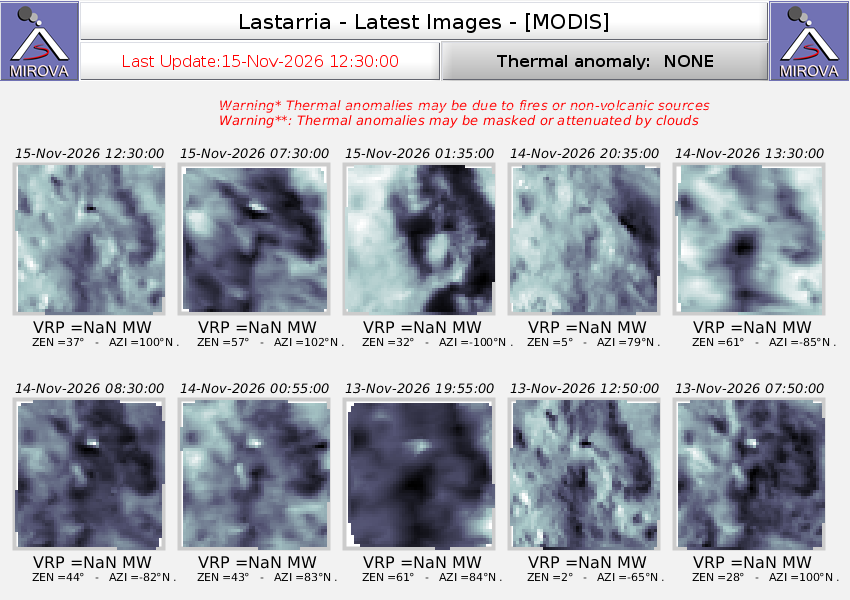 Lastarria - Latest Images - [MODIS]
MIROVA
Last Update:15-Nov-2026 12:30:00
Thermal anomaly: NONE
MIROVA
Warning* Thermal anomalies may be due to fires or non-volcanic sources
Warning**: Thermal anomalies may be masked or attenuated by clouds
15-Nov-2026 12:30:00 15-Nov-2026 07:30:00 15-Nov-2026 01:35:00 14-Nov-2026 20:35:00 14-Nov-2026 13:30:00
VRP =NaN MW VRP =NaN MW VRP =NaN MW VRP =NaN MW VRP =NaN MW
ZEN =37° - AZI =100°N . ZEN =57° - AZI =102°N . ZEN =32° - AZI =-100°N . ZEN =5° - AZI =79°N . ZEN =61° - AZI =-85°N .
14-Nov-2026 08:30:00 14-Nov-2026 00:55:00 13-Nov-2026 19:55:00 13-Nov-2026 12:50:00 13-Nov-2026 07:50:00
VRP =NaN MW VRP =NaN MW VRP =NaN MW VRP =NaN MW VRP =NaN MW
ZEN =44° - AZI =-82°N . ZEN =43° - AZI =83°N . ZEN =61° - AZI =84°N . ZEN =2° - AZI =-65°N . ZEN =28° - AZI =100°N .